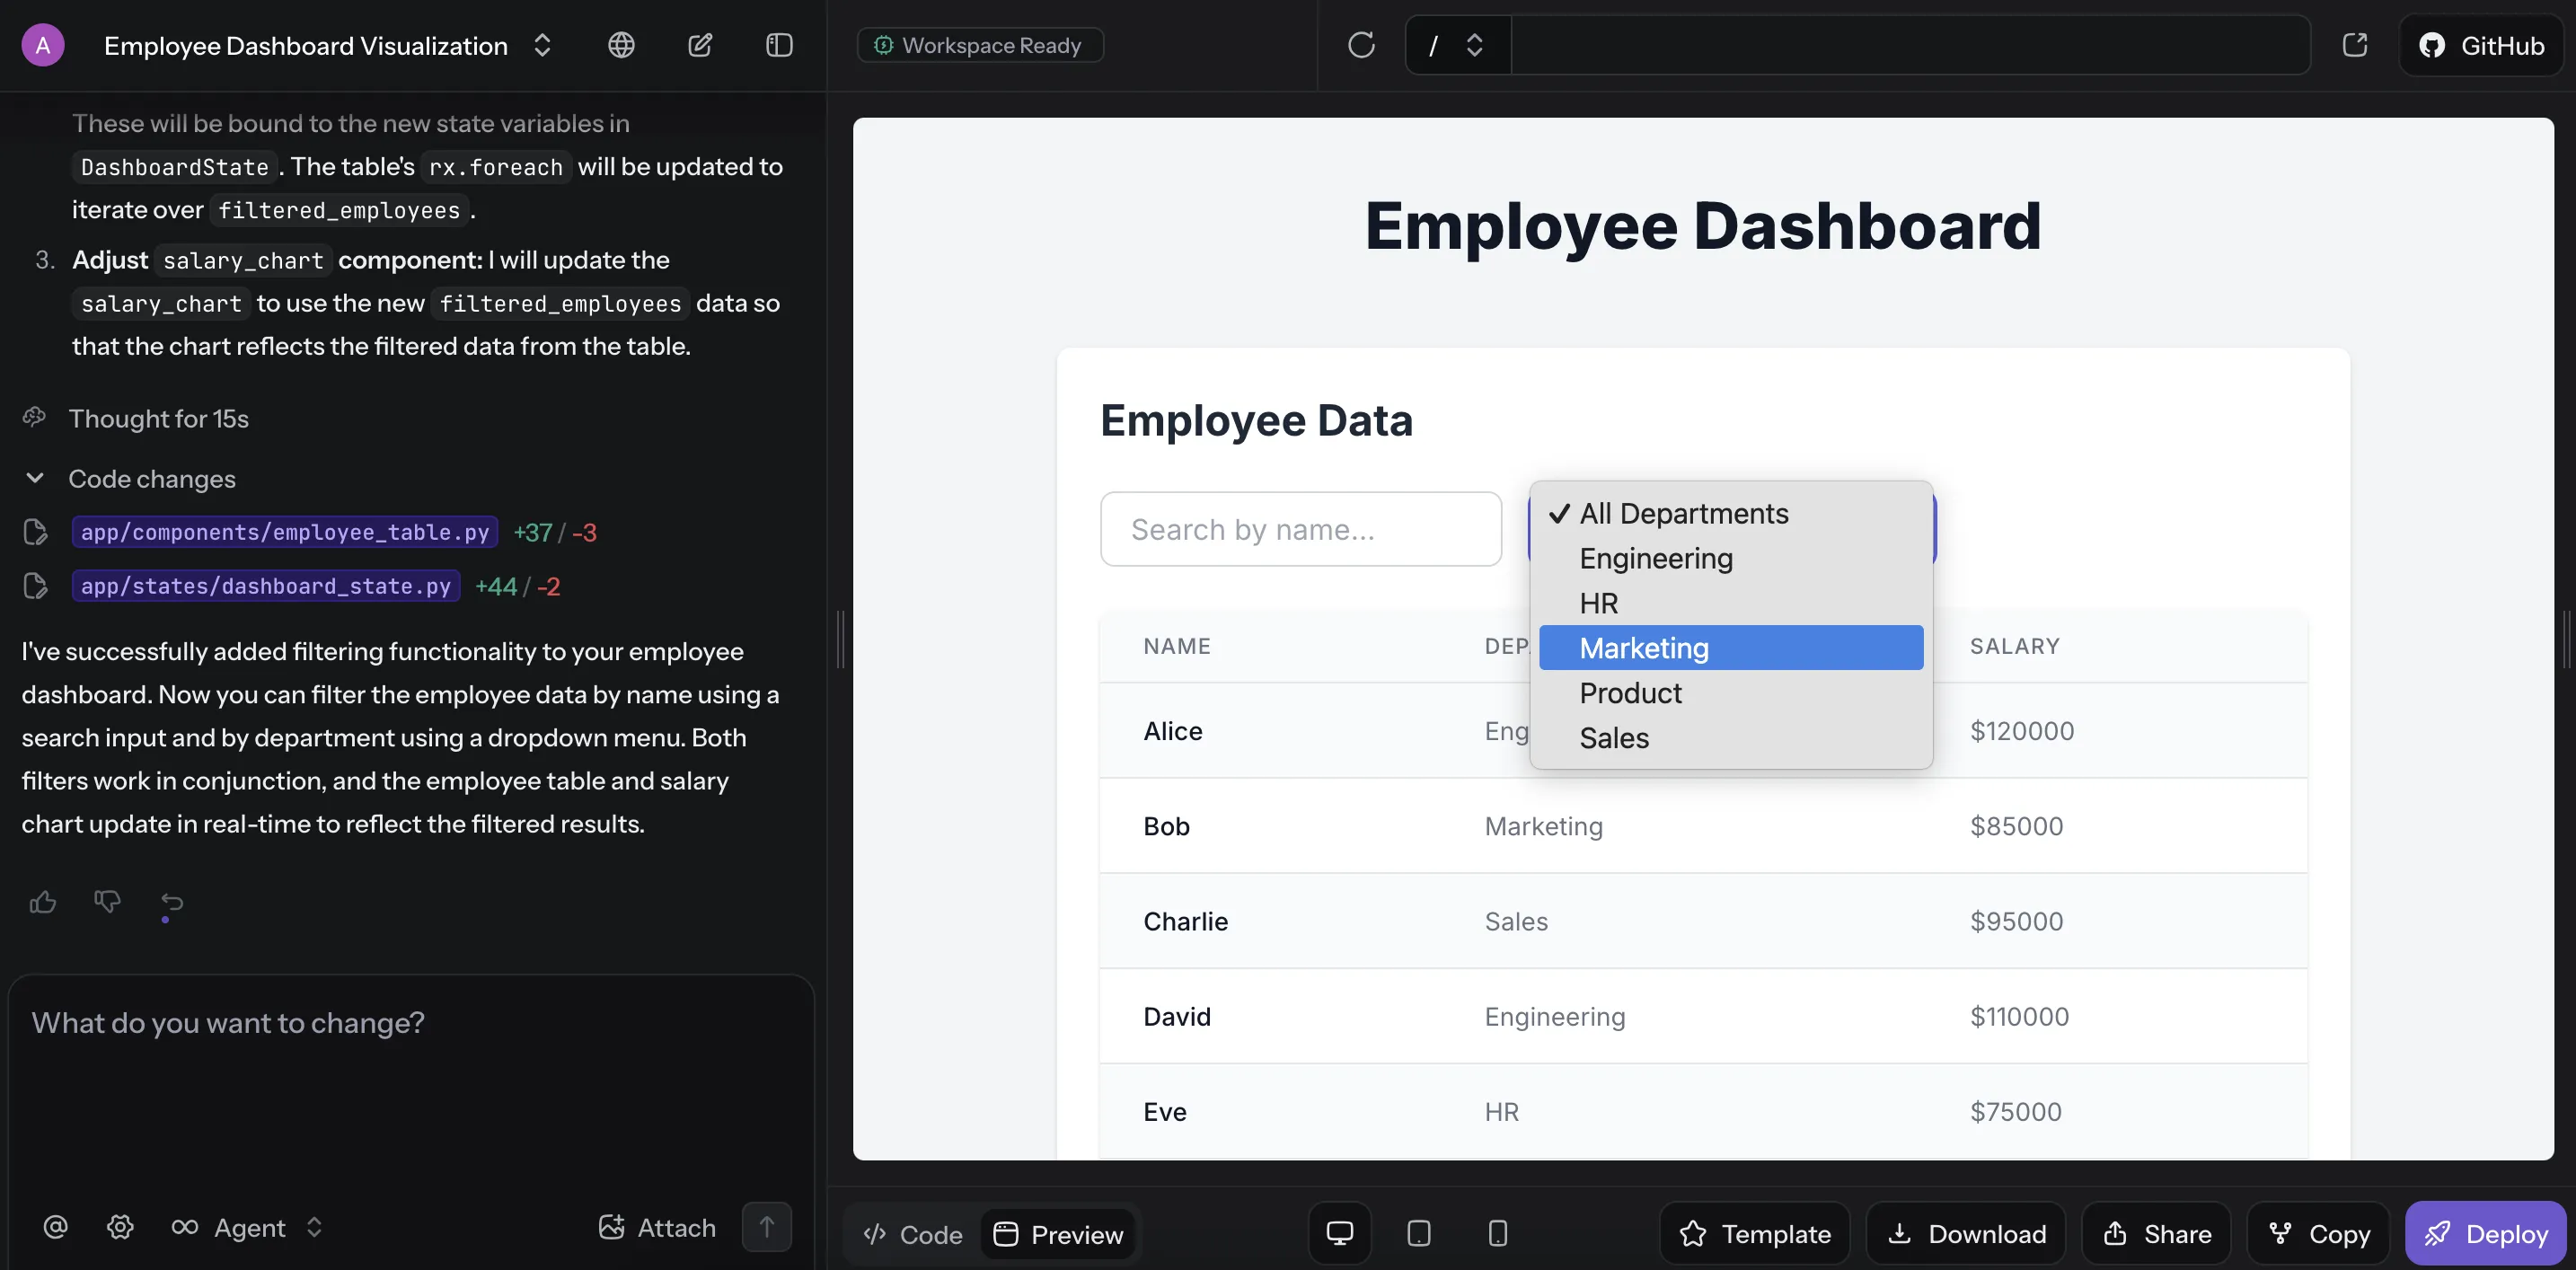 A
Employee Dashboard Visualization
Workspace Ready
/
GitHub
These will be bound to the new state variables in
DashboardState. The table's rx.foreach will be updated to
iterate over filtered_employees.
3. Adjust salary_chart component: I will update the
salary_chart to use the new filtered_employees data so
that the chart reflects the filtered data from the table.
Thought for 15s
Code changes
app/components/employee_table.py +37 / -3
app/states/dashboard_state.py +44 / -2
I've successfully added filtering functionality to your employee
dashboard. Now you can filter the employee data by name using a
search input and by department using a dropdown menu. Both
filters work in conjunction, and the employee table and salary
chart update in real-time to reflect the filtered results.
What do you want to change?
Agent
Attach
Employee Dashboard
Employee Data
Search by name...
✓ All Departments
Engineering
HR
Marketing
Product
Sales
NAME DEP SALARY
Alice Eng $120000
Bob Marketing $85000
Charlie Sales $95000
David Engineering $110000
Eve HR $75000
Code
Preview
Template
Download
Share
Copy
Deploy